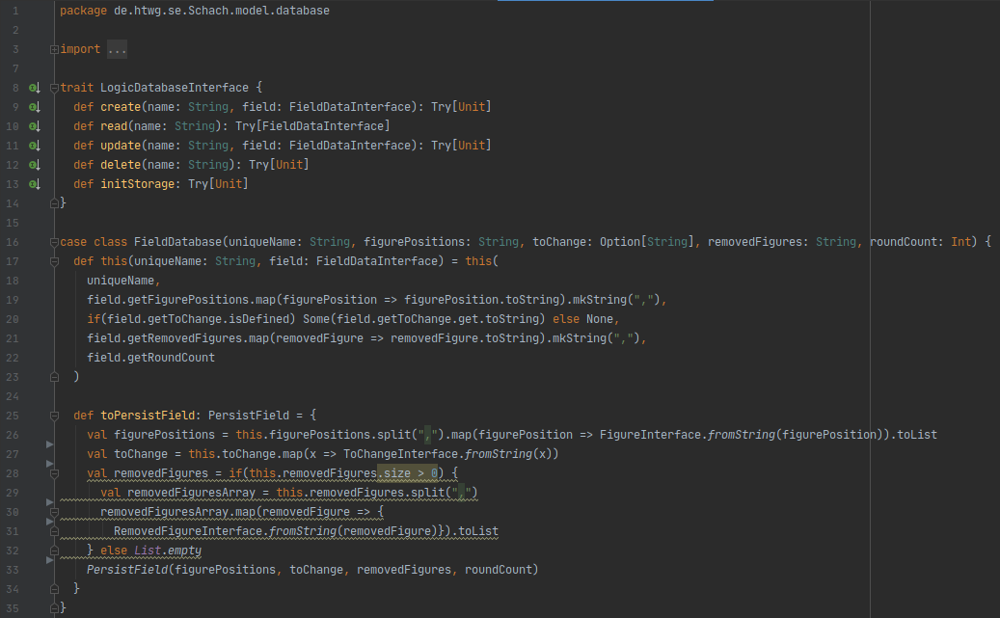 1 package de.htwg.se.Schach.model.database
2
3 import ...
7
8 trait LogicDatabaseInterface {
9   def create(name: String, field: FieldDataInterface): Try[Unit]
10   def read(name: String): Try[FieldDataInterface]
11   def update(name: String, field: FieldDataInterface): Try[Unit]
12   def delete(name: String): Try[Unit]
13   def initStorage: Try[Unit]
14 }
15
16 case class FieldDatabase(uniqueName: String, figurePositions: String, toChange: Option[String], removedFigures: String, roundCount: Int) {
17   def this(uniqueName: String, field: FieldDataInterface) = this(
18     uniqueName,
19     field.getFigurePositions.map(figurePosition => figurePosition.toString).mkString(","),
20     if(field.getToChange.isDefined) Some(field.getToChange.get.toString) else None,
21     field.getRemovedFigures.map(removedFigure => removedFigure.toString).mkString(","),
22     field.getRoundCount
23   )
24
25   def toPersistField: PersistField = {
26     val figurePositions = this.figurePositions.split(",").map(figurePosition => FigureInterface.fromString(figurePosition)).toList
27     val toChange = this.toChange.map(x => ToChangeInterface.fromString(x))
28     val removedFigures = if(this.removedFigures.size > 0) {
29       val removedFiguresArray = this.removedFigures.split(",")
30       removedFiguresArray.map(removedFigure => {
31         RemovedFigureInterface.fromString(removedFigure)}).toList
32     } else List.empty
33     PersistField(figurePositions, toChange, removedFigures, roundCount)
34   }
35 }